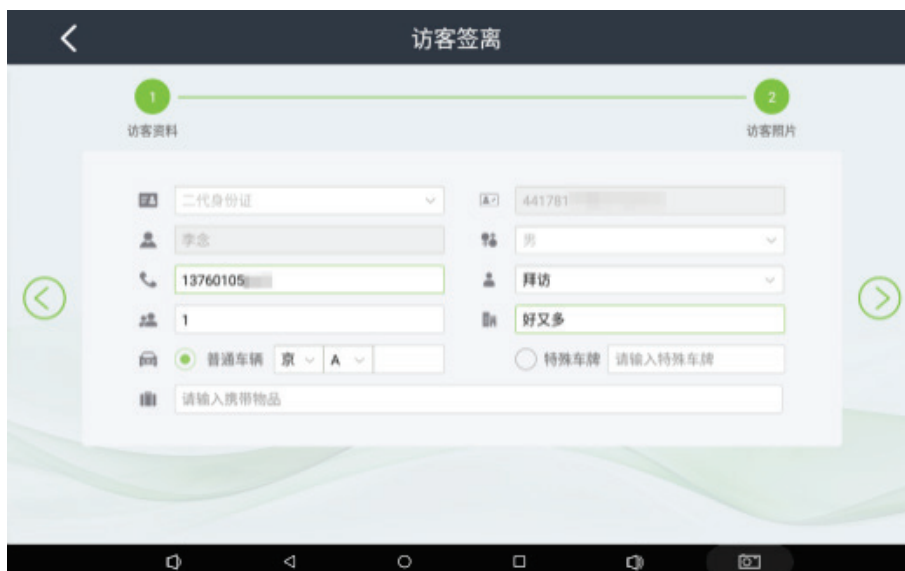 访客签离
1
2
访客资料
访客照片
二代身份证
441781
李念
男
13760105
拜访
1
好又多
普通车辆 京 A
特殊车牌 请输入特殊车牌
请输入携带物品